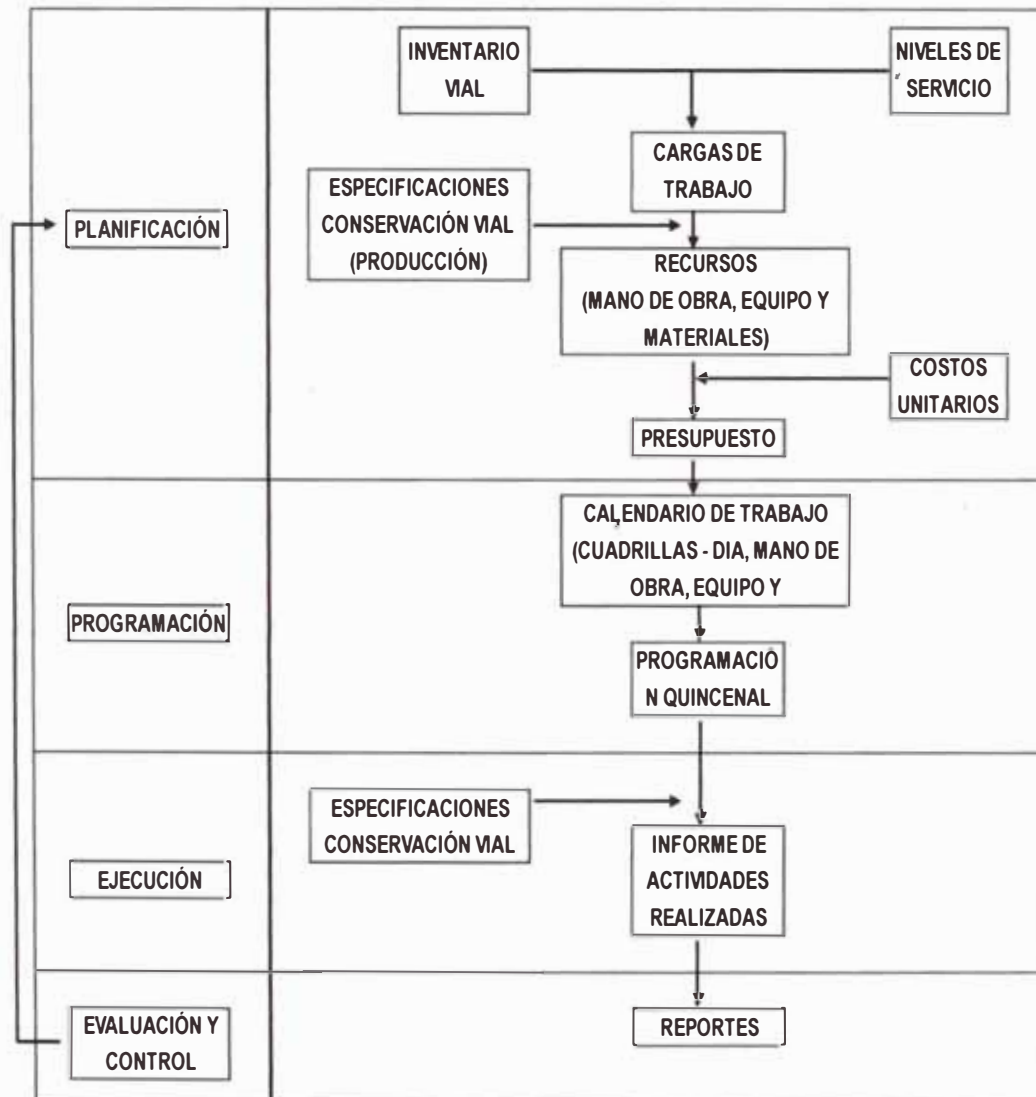 INVENTARIO
VIAL
NIVELES DE
SERVICIO
CARGAS DE
TRABAJO
ESPECIFICACIONES
CONSERVACIÓN VIAL
(PRODUCCIÓN)
PLANIFICACIÓN
RECURSOS
(MANO DE OBRA, EQUIPO Y
MATERIALES)
COSTOS
UNITARIOS
PRESUPUESTO
CALENDARIO DE TRABAJO
(CUADRILLAS - DIA, MANO DE
OBRA, EQUIPO Y
PROGRAMACIÓN
PROGRAMACIÓ
N QUINCENAL
ESPECIFICACIONES
CONSERVACIÓN VIAL
EJECUCIÓN
INFORME DE
ACTIVIDADES
REALIZADAS
EVALUACIÓN Y
CONTROL
REPORTES